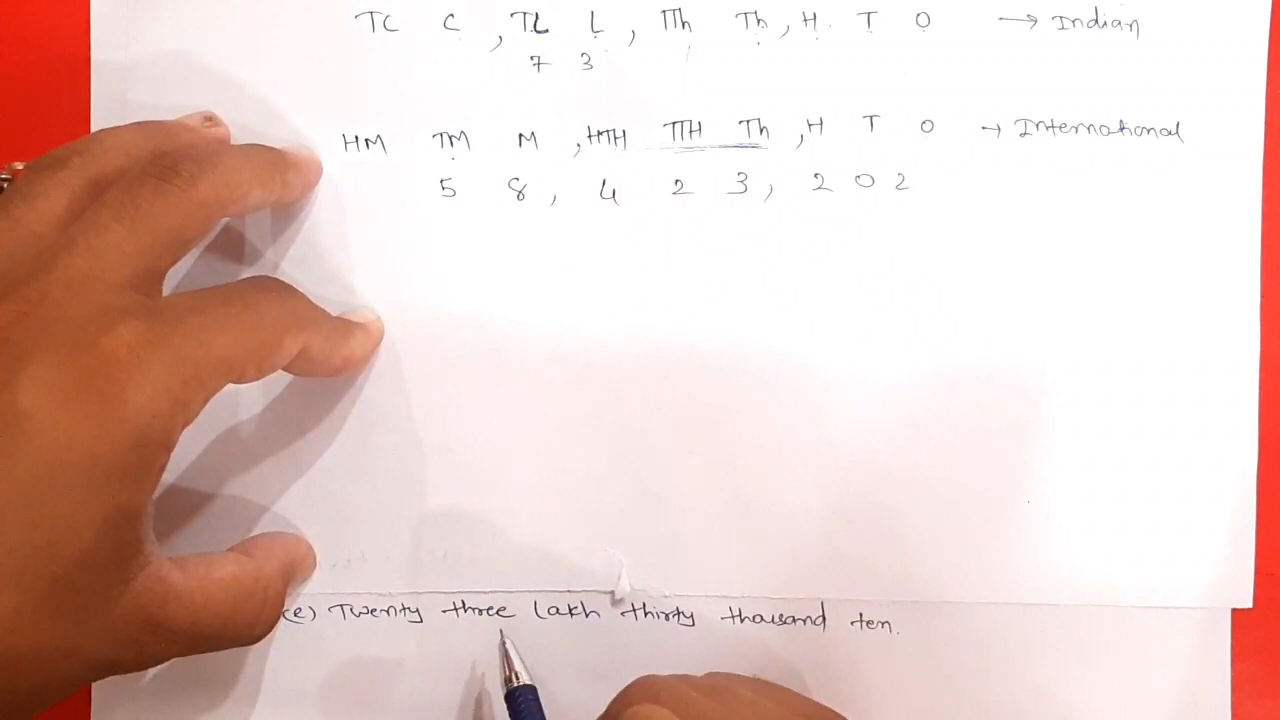 TC C , TL L , TTh Th , H T O → Indian
7 3
HM TM M , HTH TTH Th , H T O → International
5 8 , 4 2 3 , 2 0 2
(e) Twenty three lakh thirty thousand ten.